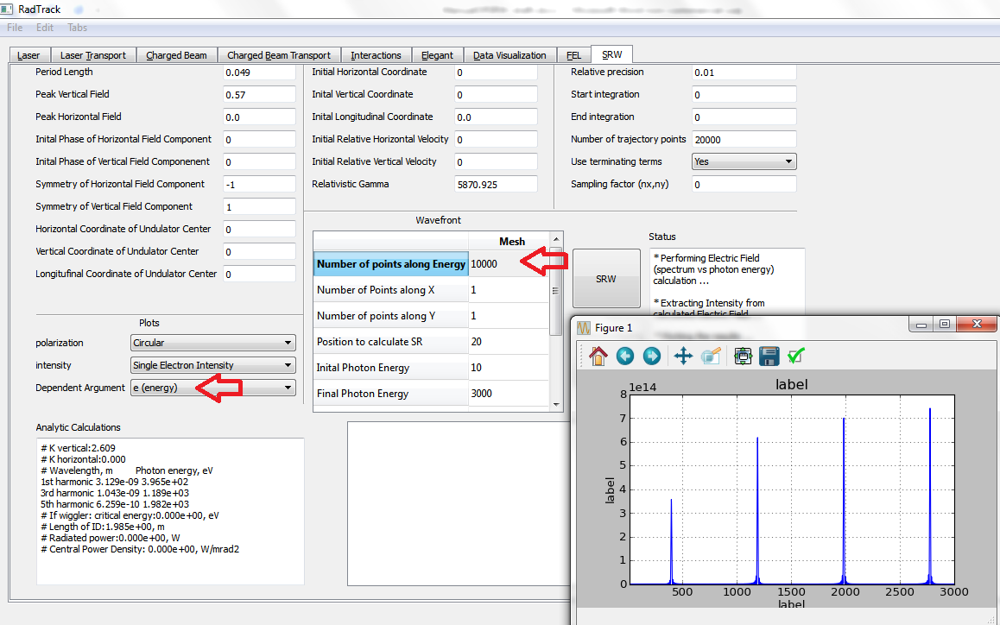 RadTrack
File Edit Tabs
Laser Laser Transport Charged Beam Charged Beam Transport Interactions Elegant Data Visualization FEL SRW
Period Length 0.049
Peak Vertical Field 0.57
Peak Horizontal Field 0.0
Inital Phase of Horizontal Field Component 0
Inital Phase of Vertical Field Componenent 0
Symmetry of Horizontal Field Component -1
Symmetry of Vertical Field Component 1
Horizontal Coordinate of Undulator Center 0
Vertical Coordinate of Undulator Center 0
Longitufinal Coordinate of Undulator Center 0
Initial Horizontal Coordinate 0
Inital Vertical Coordinate 0
Inital Longitudinal Coordinate 0.0
Initial Relative Horizontal Velocity 0
Initial Relative Vertical Velocity 0
Relativistic Gamma 5870.925
Relative precision 0.01
Start integration 0
End integration 0
Number of trajectory points 20000
Use terminating terms Yes
Sampling factor (nx,ny) 0
Wavefront
Mesh
Number of points along Energy 10000
Number of Points along X 1
Number of points along Y 1
Position to calculate SR 20
Inital Photon Energy 10
Final Photon Energy 3000
SRW
Status
* Performing Electric Field
(spectrum vs photon energy)
calculation ...
* Extracting Intensity from
calculated Electric Field
Plots
polarization Circular
intensity Single Electron Intensity
Dependent Argument e (energy)
Analytic Calculations
# K vertical:2.609
# K horizontal:0.000
# Wavelength, m Photon energy, eV
1st harmonic 3.129e-09 3.965e+02
3rd harmonic 1.043e-09 1.189e+03
5th harmonic 6.259e-10 1.982e+03
# If wiggler: critical energy:0.000e+00, eV
# Length of ID:1.985e+00, m
# Radiated power:0.000e+00, W
# Central Power Density: 0.000e+00, W/mrad2
Figure 1
label
1e14
8
7
6
5
4
3
2
1
0
label
500 1000 1500 2000 2500 3000
label